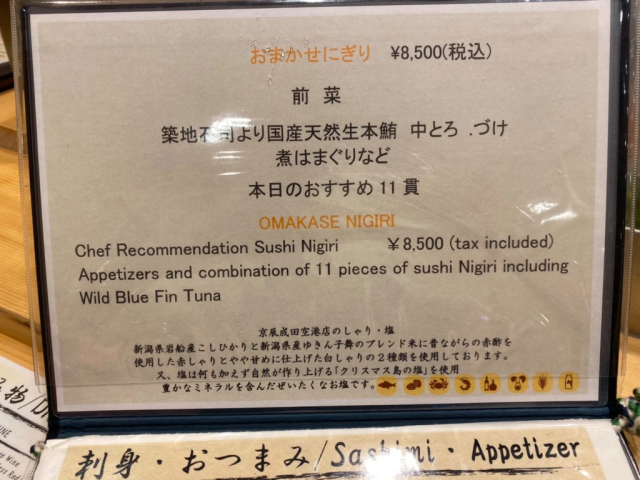 おまかせにぎり ¥8,500(税込)
前 菜
築地不司より国産天然生本鮪 中とろ .づけ
煮はまぐりなど
本日のおすすめ 11 貫
OMAKASE NIGIRI
Chef Recommendation Sushi Nigiri ¥8,500 (tax included)
Appetizers and combination of 11 pieces of sushi Nigiri including
Wild Blue Fin Tuna
京辰成田空港店のしゃり・塩
新潟県岩船産こしひかりと新潟県産ゆきん子舞のブレンド米に昔ながらの赤酢を
使用した赤しゃりとやや甘めに仕上げた白しゃりの2種類を使用しております。
又、塩は何も加えず自然が作り上げる「クリスマス島の塩」を使用
豊かなミネラルを含んだぜいたくなお塩です。
刺身・おつまみ/Sashimi・Appetizer